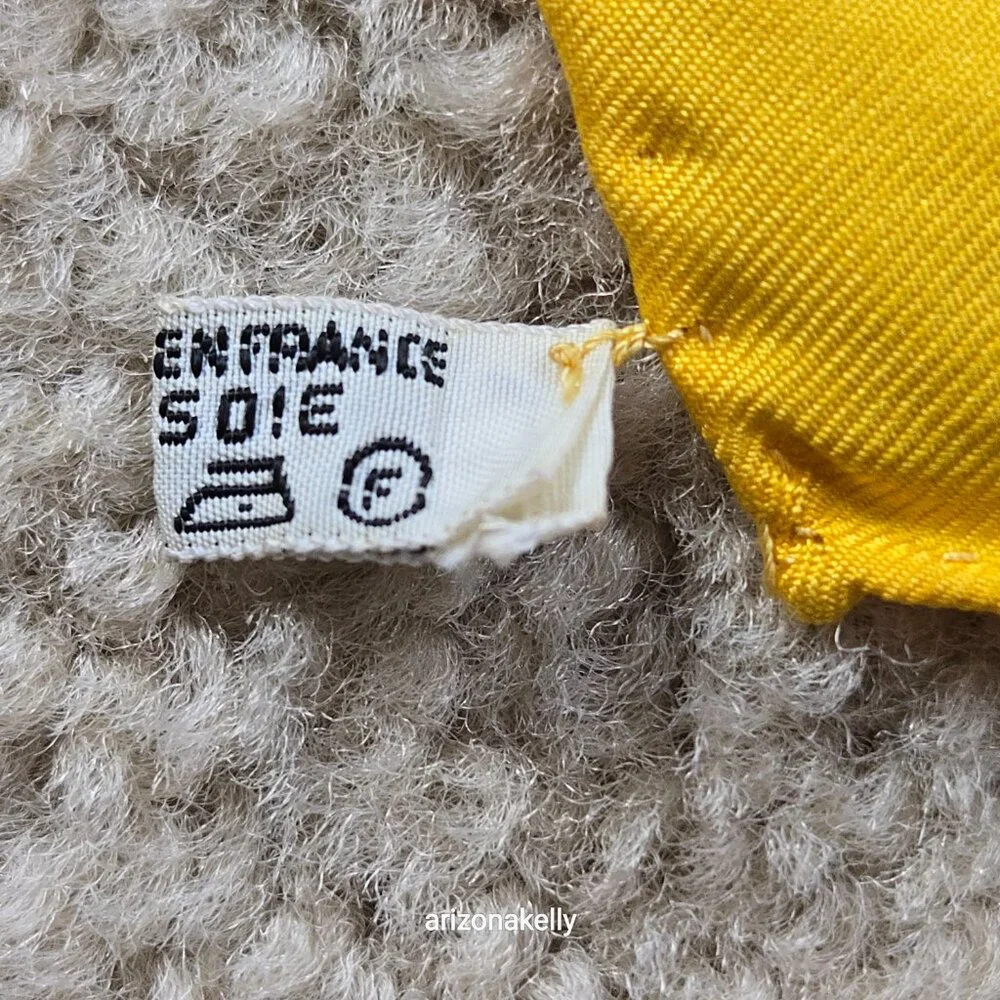 EN FRANCE
SOIE
F
arizonakelly